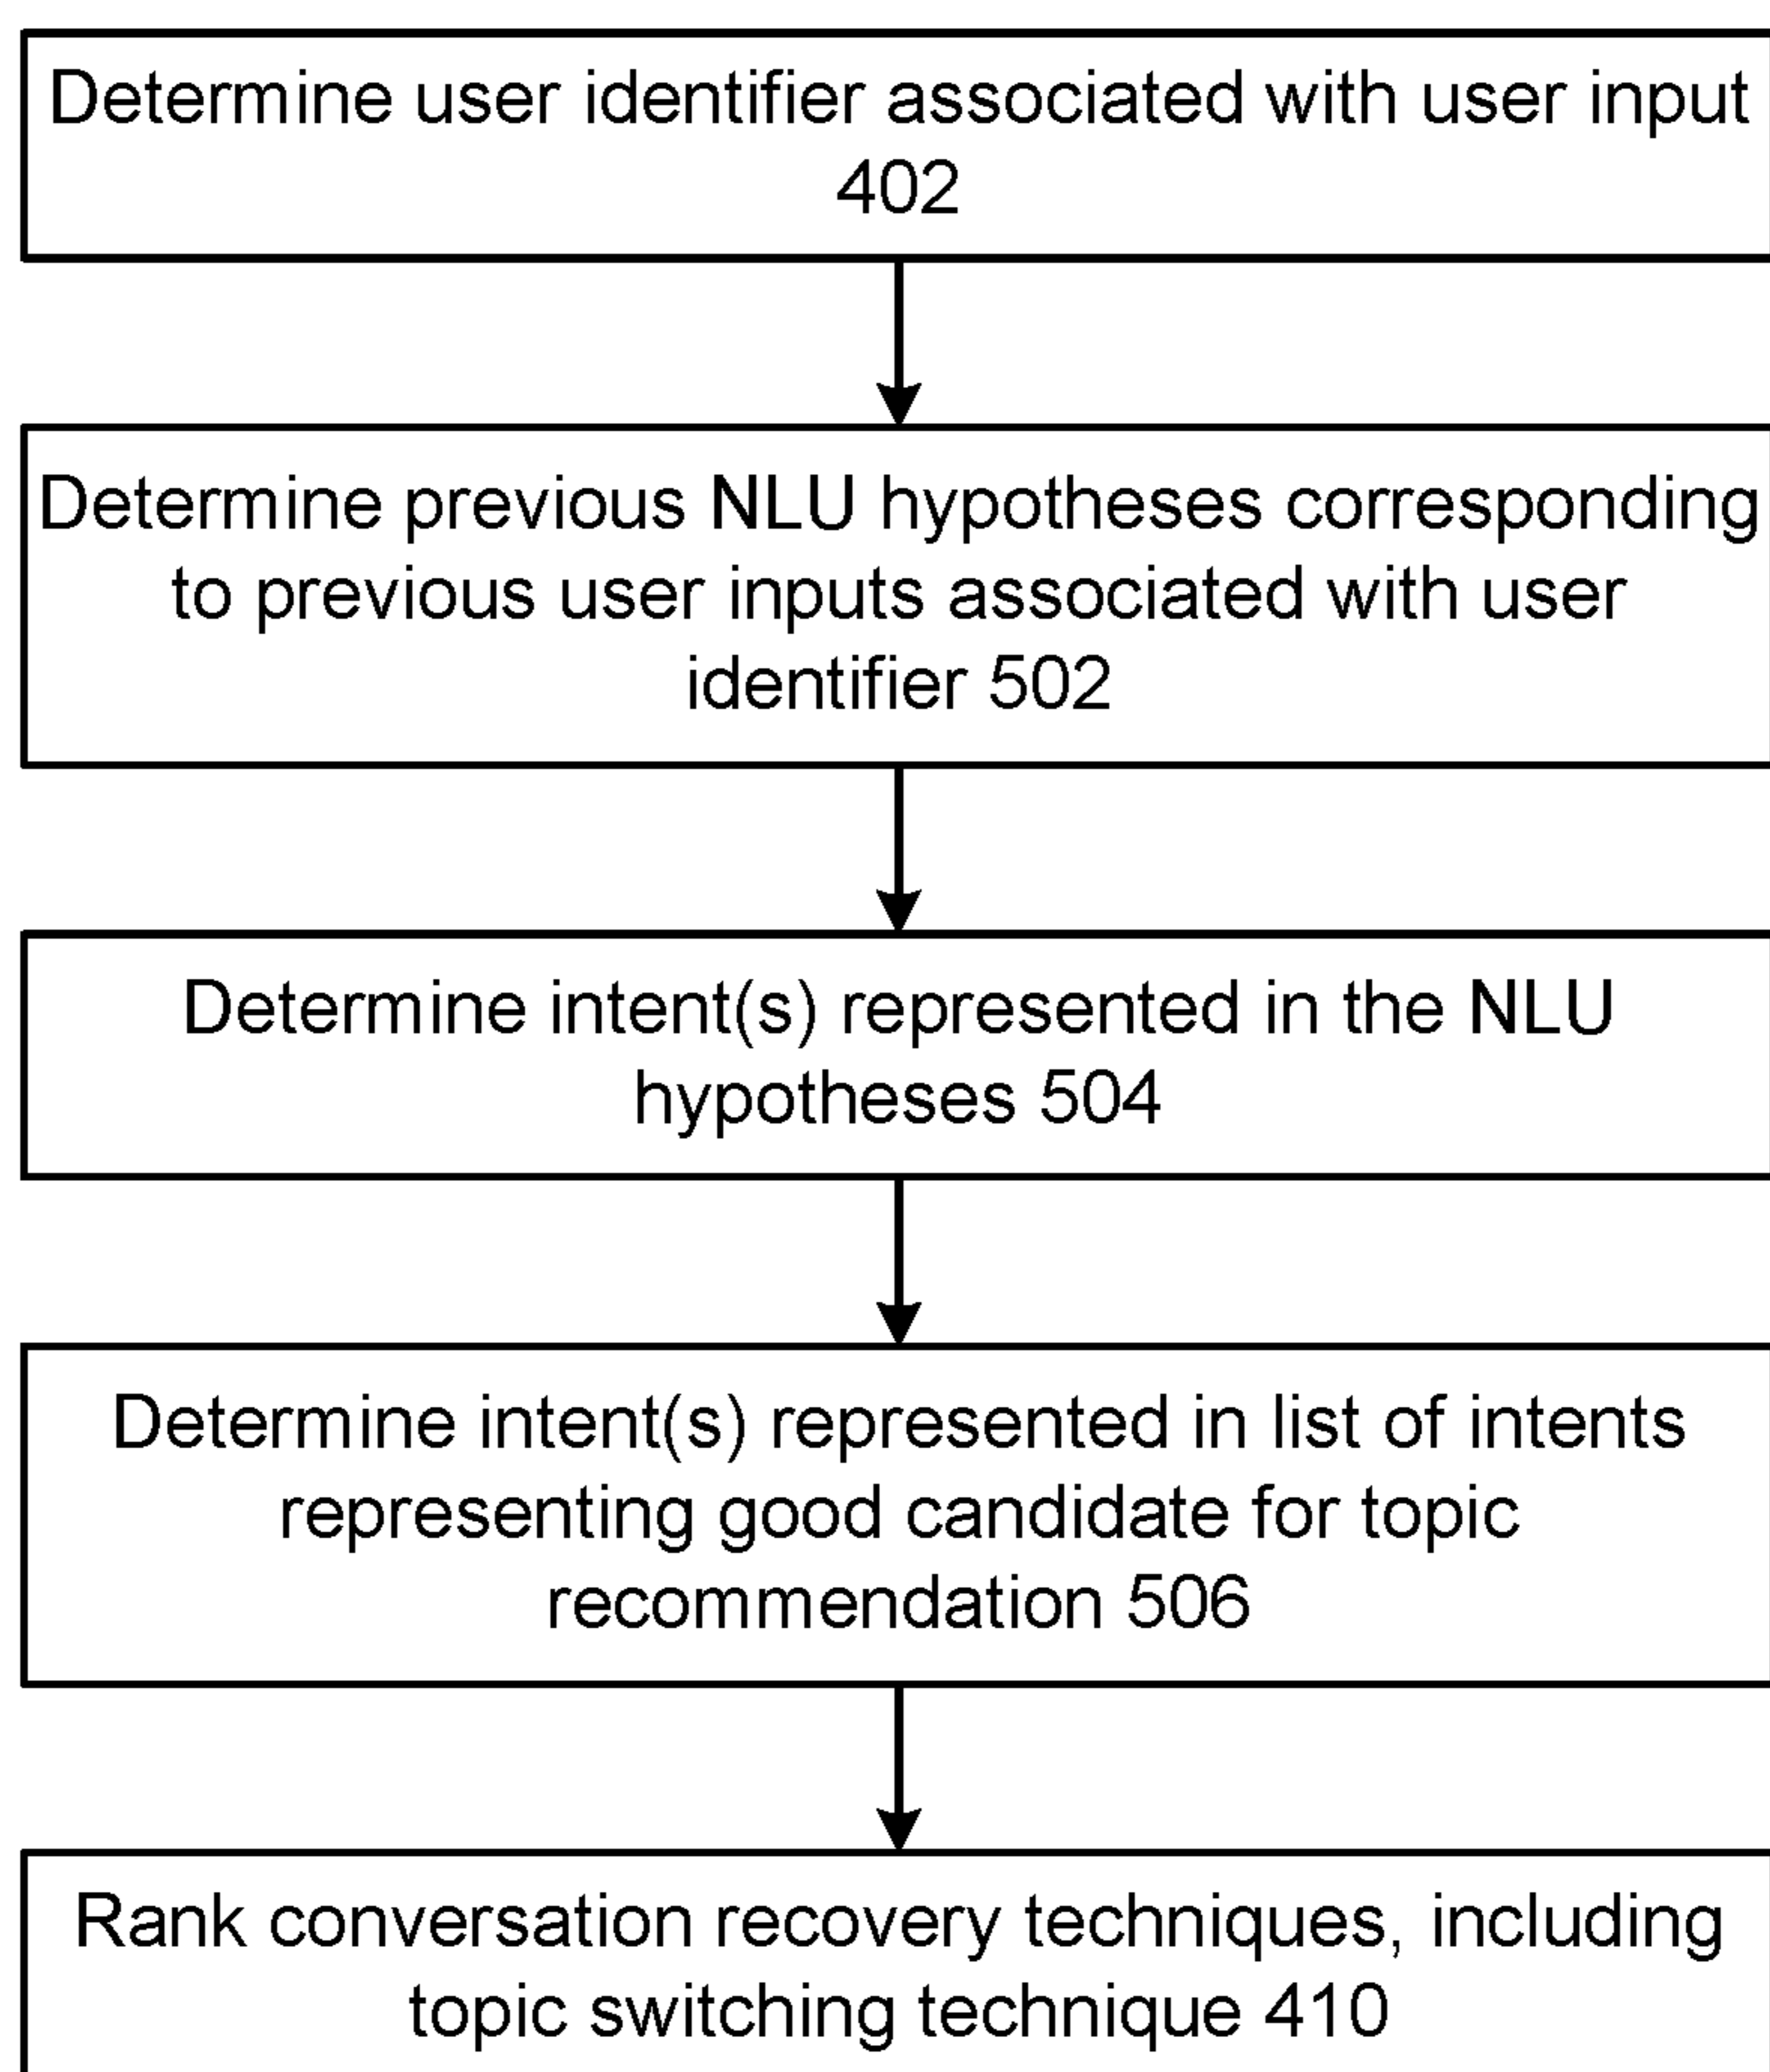 Determine user identifier associated with user input
402
Determine previous NLU hypotheses corresponding
to previous user inputs associated with user
identifier 502
Determine intent(s) represented in the NLU
hypotheses 504
Determine intent(s) represented in list of intents
representing good candidate for topic
recommendation 506
Rank conversation recovery techniques, including
topic switching technique 410